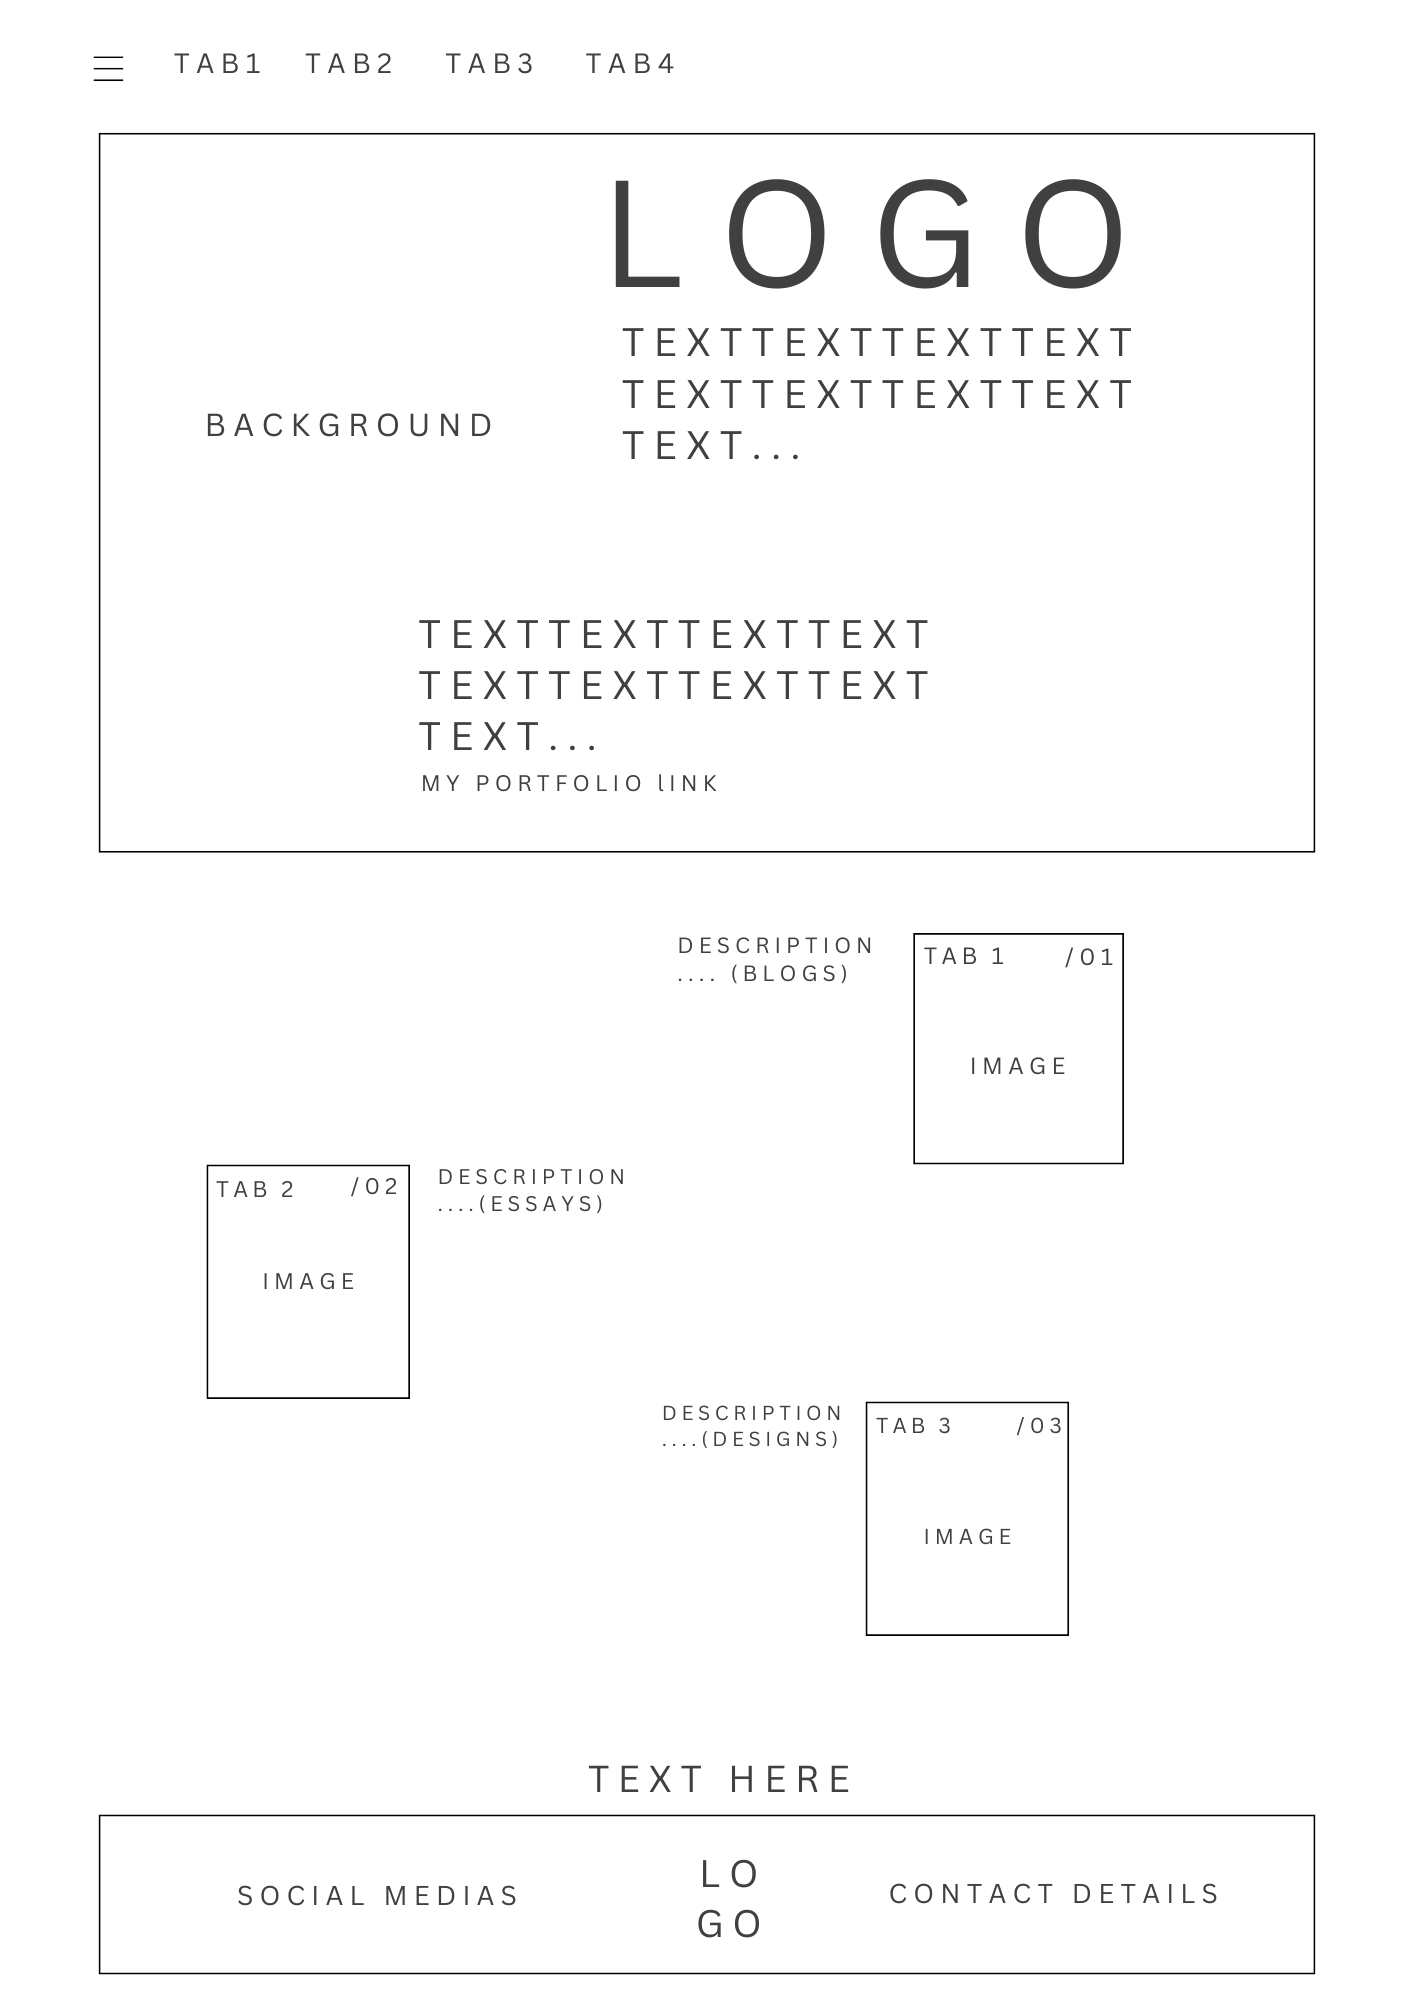 TAB1 TAB2 TAB3 TAB4
LOGO
TEXTTEXTTEXTTEXT
TEXTTEXTTEXTTEXT
TEXT...
BACKGROUND
TEXTTEXTTEXTTEXT
TEXTTEXTTEXTTEXT
TEXT...
MY PORTFOLIO lINK
DESCRIPTION
.... (BLOGS)
TAB 1 /01
IMAGE
TAB 2 /02
IMAGE
DESCRIPTION
....(ESSAYS)
DESCRIPTION
....(DESIGNS)
TAB 3 /03
IMAGE
TEXT HERE
SOCIAL MEDIAS
LO
GO
CONTACT DETAILS